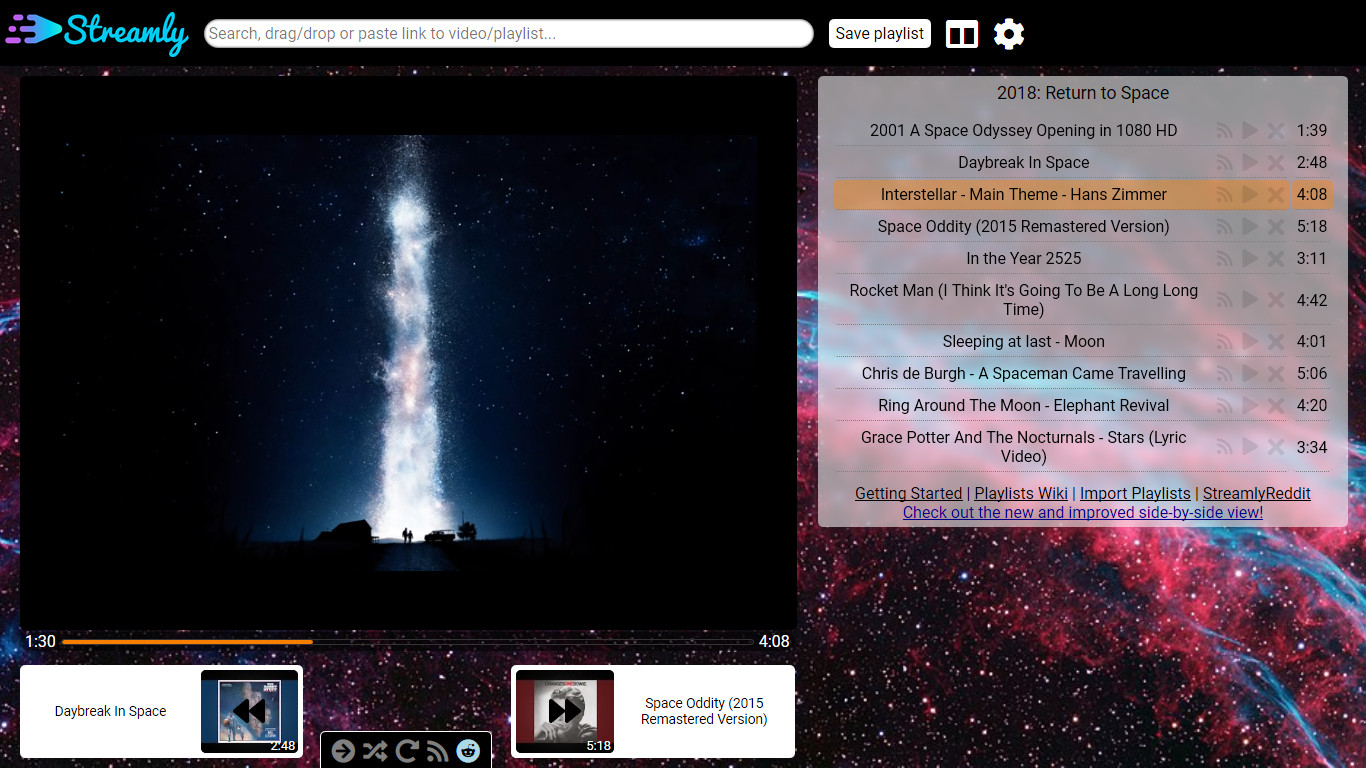 Streamly
Search, drag/drop or paste link to video/playlist...
Save playlist
2018: Return to Space
2001 A Space Odyssey Opening in 1080 HD 1:39
Daybreak In Space 2:48
Interstellar - Main Theme - Hans Zimmer 4:08
Space Oddity (2015 Remastered Version) 5:18
In the Year 2525 3:11
Rocket Man (I Think It's Going To Be A Long Long
Time) 4:42
Sleeping at last - Moon 4:01
Chris de Burgh - A Spaceman Came Travelling 5:06
Ring Around The Moon - Elephant Revival 4:20
Grace Potter And The Nocturnals - Stars (Lyric
Video) 3:34
Getting Started | Playlists Wiki | Import Playlists | StreamlyReddit
Check out the new and improved side-by-side view!
1:30 4:08
Daybreak In Space
2:48
5:18
Space Oddity (2015
Remastered Version)